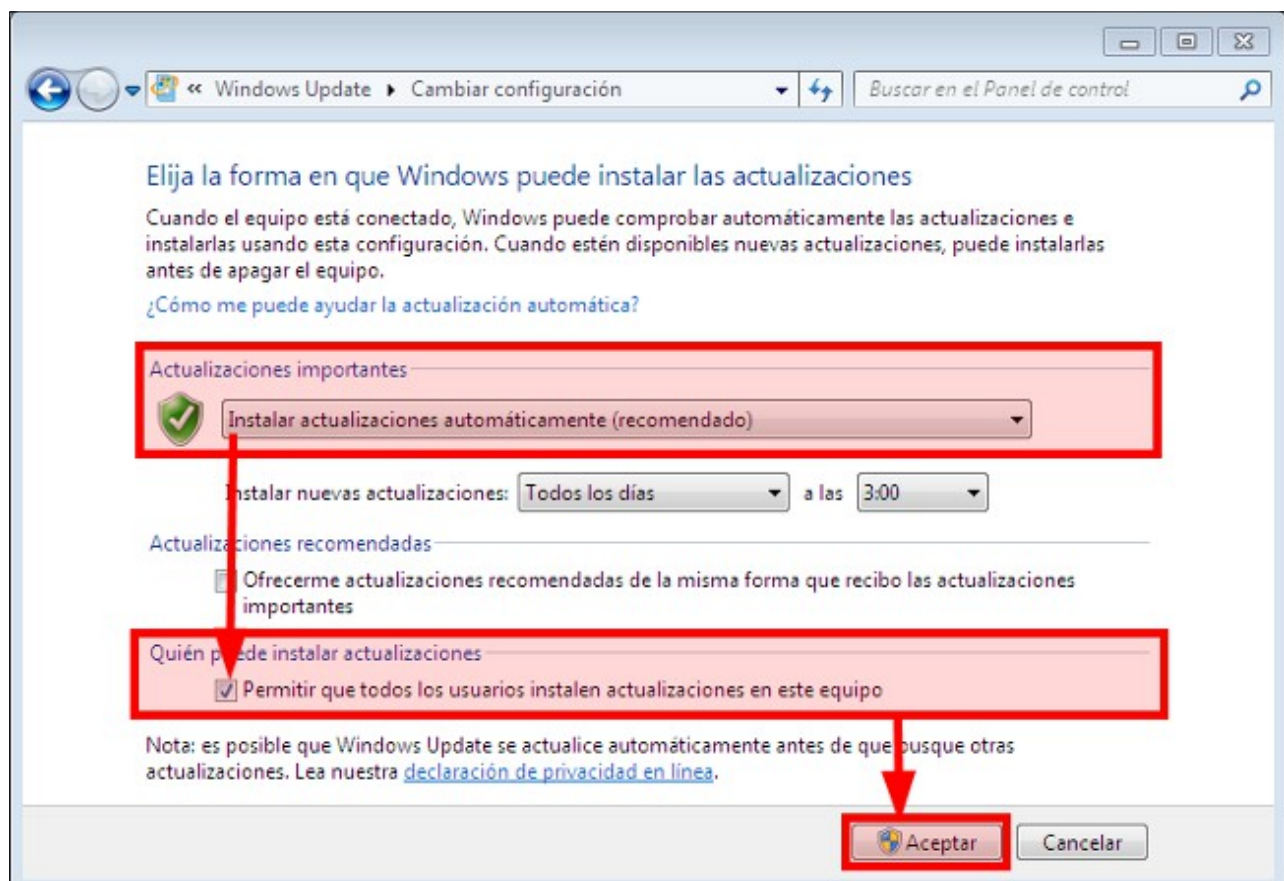 « Windows Update ▸ Cambiar configuración
Buscar en el Panel de control
Elija la forma en que Windows puede instalar las actualizaciones
Cuando el equipo está conectado, Windows puede comprobar automáticamente las actualizaciones e
instalarlas usando esta configuración. Cuando estén disponibles nuevas actualizaciones, puede instalarlas
antes de apagar el equipo.
¿Cómo me puede ayudar la actualización automática?
Actualizaciones importantes
Instalar actualizaciones automáticamente (recomendado)
Instalar nuevas actualizaciones: Todos los días a las 3:00
Actualizaciones recomendadas
Ofrecerme actualizaciones recomendadas de la misma forma que recibo las actualizaciones
importantes
Quién puede instalar actualizaciones
Permitir que todos los usuarios instalen actualizaciones en este equipo
Nota: es posible que Windows Update se actualice automáticamente antes de que busque otras
actualizaciones. Lea nuestra declaración de privacidad en línea.
Aceptar Cancelar